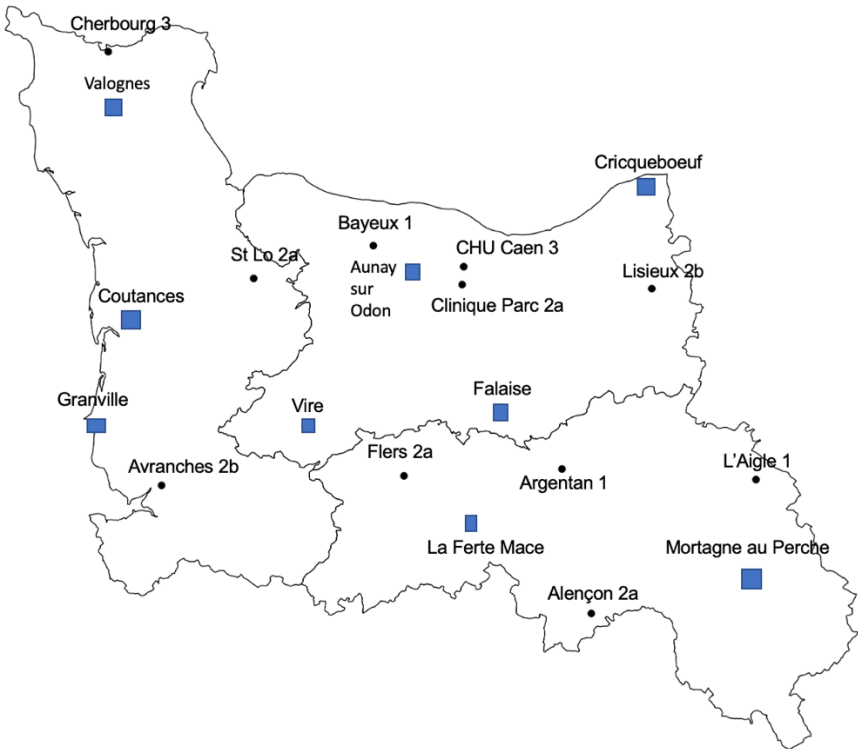 Cherbourg 3
Valognes
Cricqueboeuf
Bayeux 1
CHU Caen 3
St Lo 2a
Aunay
sur
Odon
Lisieux 2b
Clinique Parc 2a
Coutances
Falaise
Granville
Vire
Flers 2a
Avranches 2b
L'Aigle 1
Argentan 1
La Ferte Mace
Mortagne au Perche
Alençon 2a